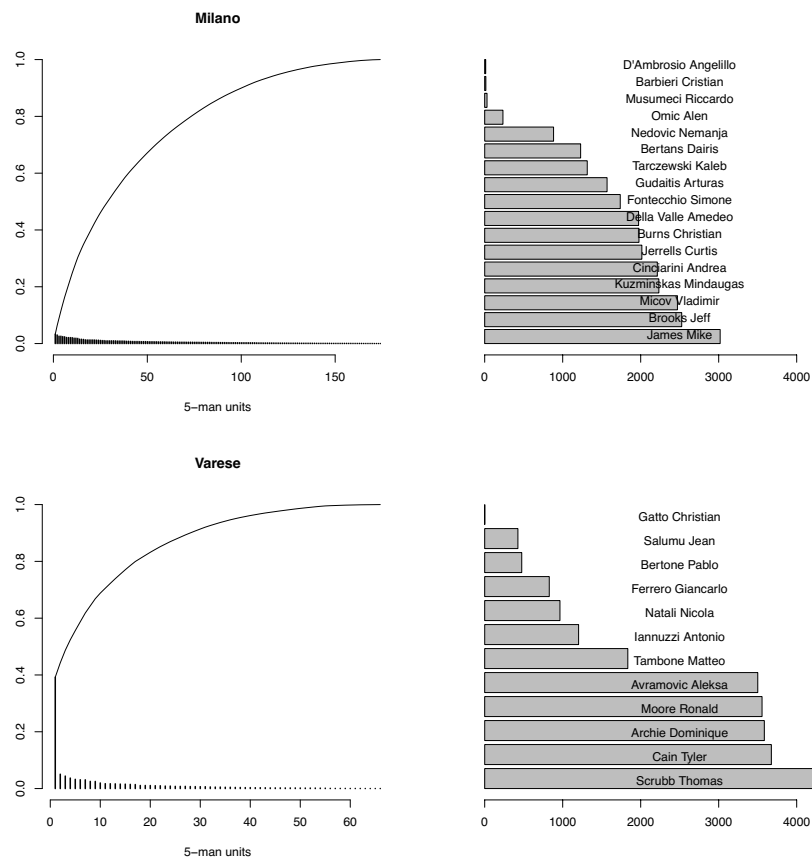 Milano
1.0
0.8
0.6
0.4
0.2
0.0
0 50 100 150
5−man units
D'Ambrosio Angelillo
Barbieri Cristian
Musumeci Riccardo
Omic Alen
Nedovic Nemanja
Bertans Dairis
Tarczewski Kaleb
Gudaitis Arturas
Fontecchio Simone
Della Valle Amedeo
Burns Christian
Jerrells Curtis
Cinciarini Andrea
Kuzminskas Mindaugas
Micov Vladimir
Brooks Jeff
James Mike
0 1000 2000 3000 4000
Varese
1.0
0.8
0.6
0.4
0.2
0.0
0 10 20 30 40 50 60
5−man units
Gatto Christian
Salumu Jean
Bertone Pablo
Ferrero Giancarlo
Natali Nicola
Iannuzzi Antonio
Tambone Matteo
Avramovic Aleksa
Moore Ronald
Archie Dominique
Cain Tyler
Scrubb Thomas
0 1000 2000 3000 4000